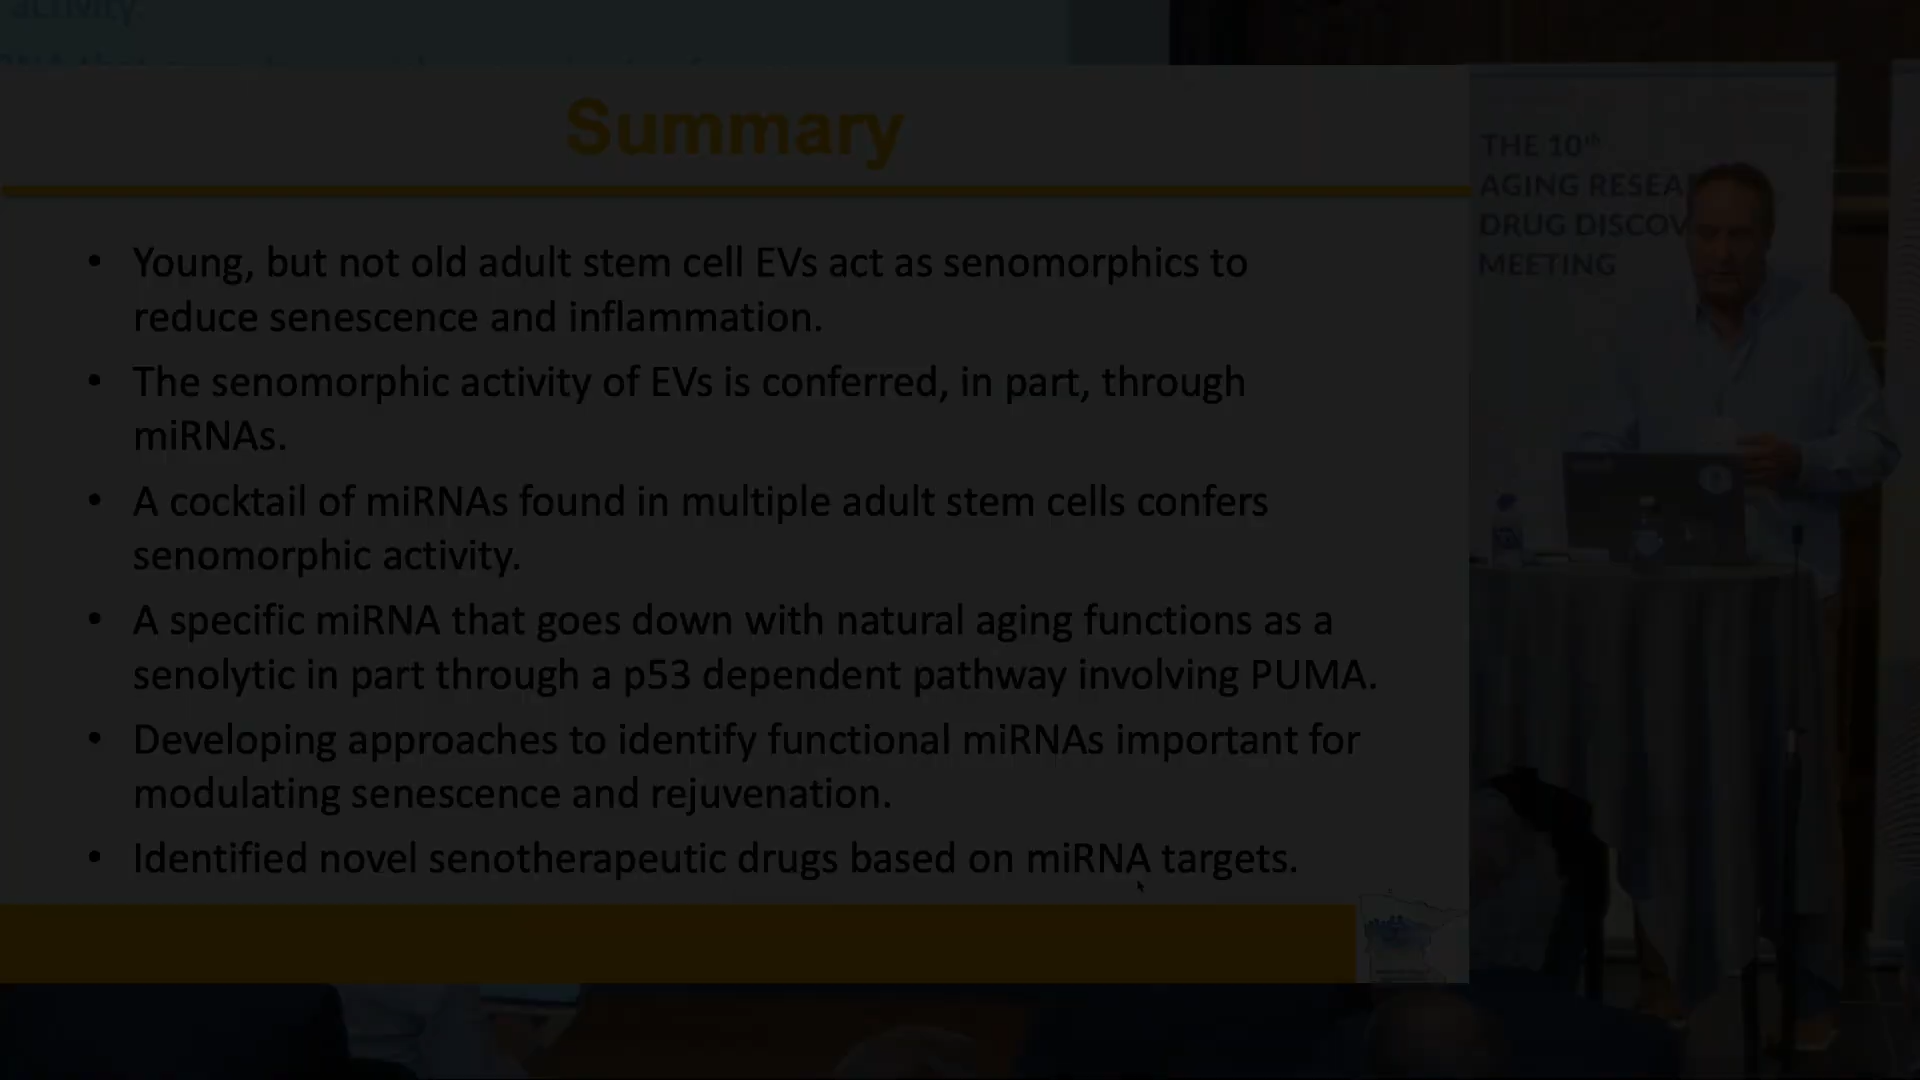 activity.
Summary
• Young, but not old adult stem cell EVs act as senomorphics to
reduce senescence and inflammation.
• The senomorphic activity of EVs is conferred, in part, through
miRNAs.
• A cocktail of miRNAs found in multiple adult stem cells confers
senomorphic activity.
• A specific miRNA that goes down with natural aging functions as a
senolytic in part through a p53 dependent pathway involving PUMA.
• Developing approaches to identify functional miRNAs important for
modulating senescence and rejuvenation.
• Identified novel senotherapeutic drugs based on miRNA targets.
THE 10th
AGING RESEA
DRUG DISCOV
MEETING